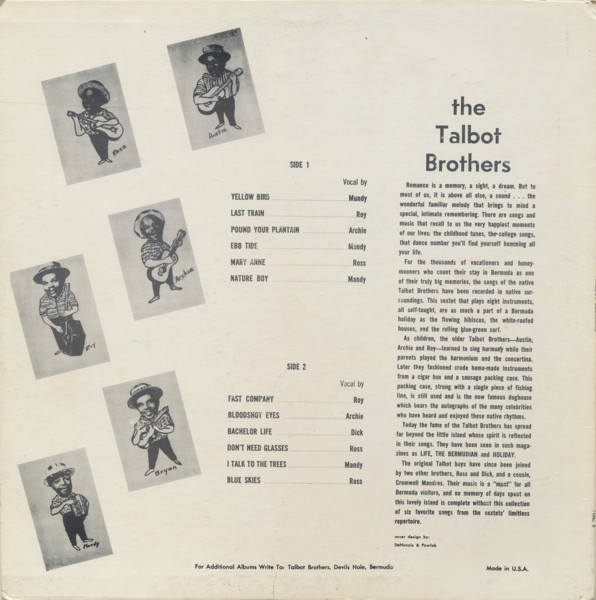 Ross
Austin
Archie
Roy
Bryan
Mandy
SIDE 1
Vocal by
YELLOW BIRD Mandy
LAST TRAIN Roy
POUND YOUR PLANTAIN Archie
EBB TIDE Mandy
MARY ANNE Ross
NATURE BOY Mandy
SIDE 2
Vocal by
FAST COMPANY Roy
BLOODSHOT EYES Archie
BACHELOR LIFE Dick
DON'T NEED GLASSES Ross
I TALK TO THE TREES Mandy
BLUE SKIES Ross
the
Talbot
Brothers
Romance is a memory, a sight, a dream. But to
most of us, it is above all else, a sound . . . the
wonderful familiar melody that brings to mind a
special, intimate remembering. There are songs and
music that recall to us the very happiest moments
of our lives: the childhood tunes, the college songs,
that dance number you'll find yourself humming all
your life.
For the thousands of vacationers and honey-
mooners who count their stay in Bermuda as one
of their truly big memories, the songs of the native
Talbot Brothers have been recorded in native sur-
roundings. This sextet that plays eight instruments,
all self-taught, are as much a part of a Bermuda
holiday as the flowing hibiscus, the white-roofed
houses, and the rolling blue-green surf.
As children, the older Talbot Brothers—Austin,
Archie and Roy—learned to sing harmony while their
parents played the harmonium and the concertina.
Later they fashioned crude home-made instruments
from a cigar box and a sausage packing case. This
packing case, strung with a single piece of fishing
line, is still used and is the now famous doghouse
which bears the autographs of the many celebrities
who have heard and enjoyed these native rhythms.
Today the fame of the Talbot Brothers has spread
far beyond the little island whose spirit is reflected
in their songs. They have been seen in such maga-
zines as LIFE, THE BERMUDIAN and HOLIDAY.
The original Talbot boys have since been joined
by two other brothers, Ross and Dick, and a cousin,
Cromwell Mandres. Their music is a "must" for all
Bermuda visitors, and no memory of days spent on
this lovely island is complete without this collection
of six favorite songs from the sextets' limitless
repertoire.
cover design by:
DeMarzio & Pawluk
For Additional Albums Write To: Talbot Brothers, Devils Hole, Bermuda
Made in U.S.A.